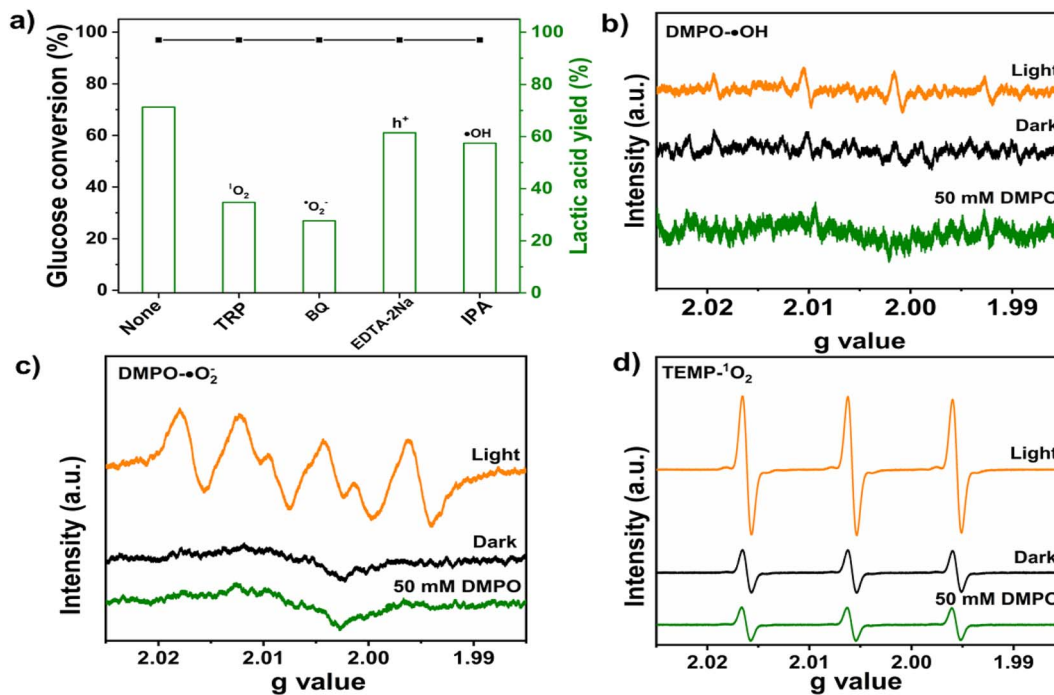 a)
Glucose conversion (%)
100
80
60
40
20
0
¹O₂
•O₂⁻
h⁺
•OH
100
80
60
40
20
0
Lactic acid yield (%)
None
TRP
BQ
EDTA-2Na
IPA
b)
DMPO-•OH
Light
Dark
50 mM DMPO
Intensity (a.u.)
2.02
2.01
2.00
1.99
g value
c)
DMPO-•O₂⁻
Light
Dark
50 mM DMPO
Intensity (a.u.)
2.02
2.01
2.00
1.99
g value
d)
TEMP-¹O₂
Light
Dark
50 mM DMPO
Intensity (a.u.)
2.02
2.01
2.00
1.99
g value